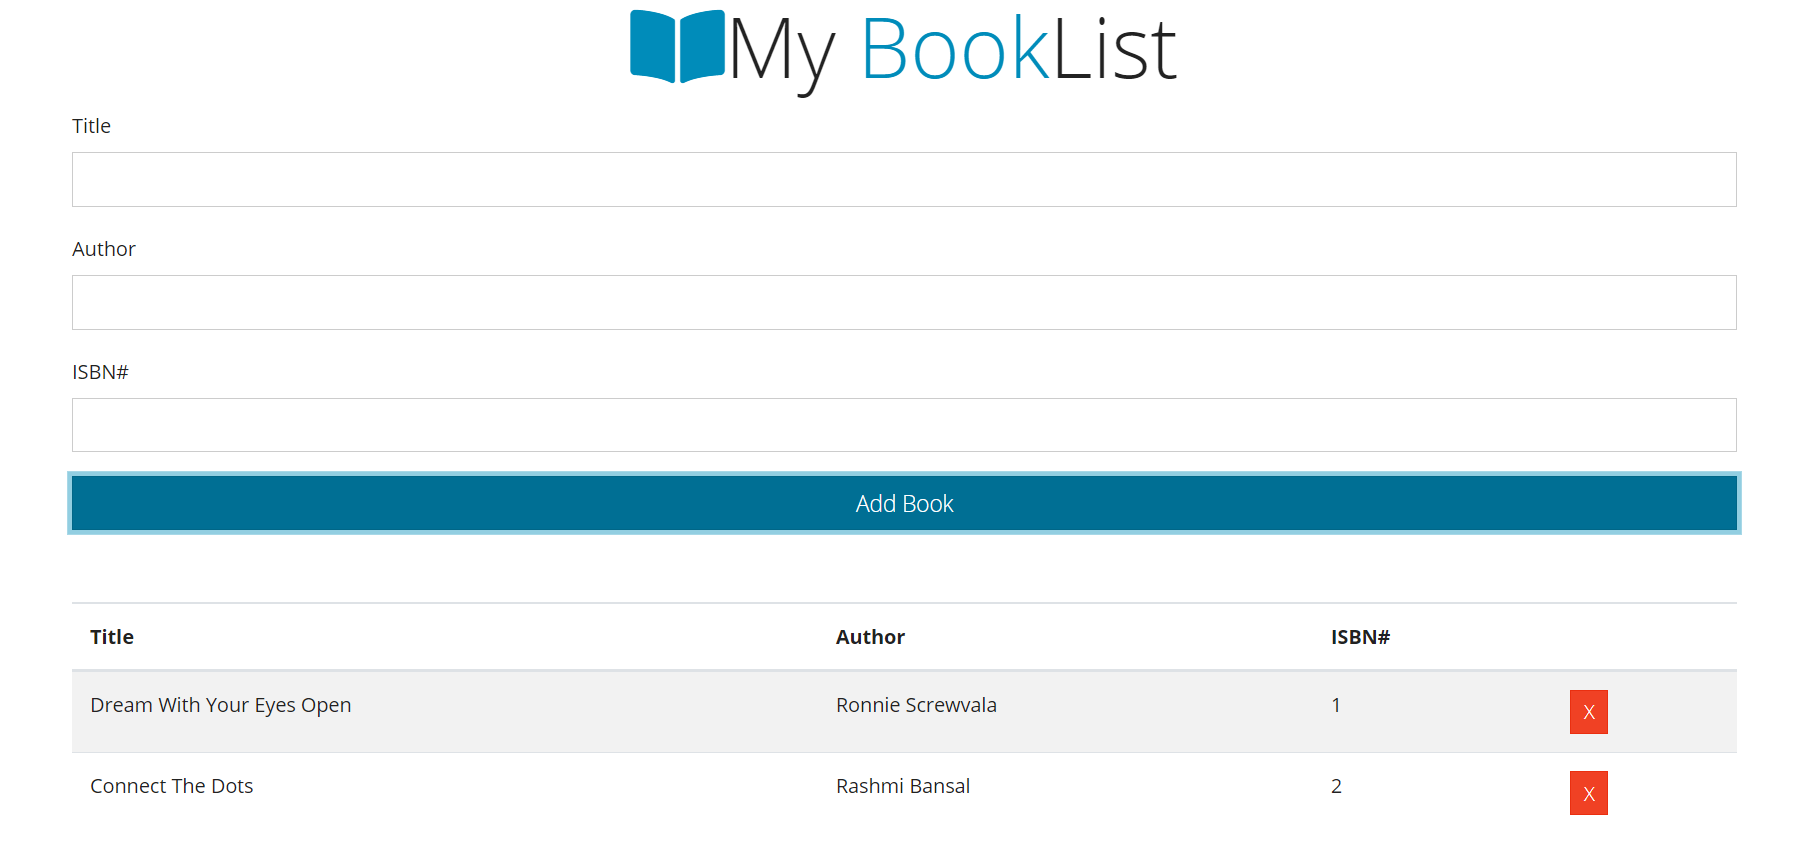 My BookList
Title
Author
ISBN#
Add Book
Title Author ISBN#
Dream With Your Eyes Open Ronnie Screwvala 1 X
Connect The Dots Rashmi Bansal 2 X